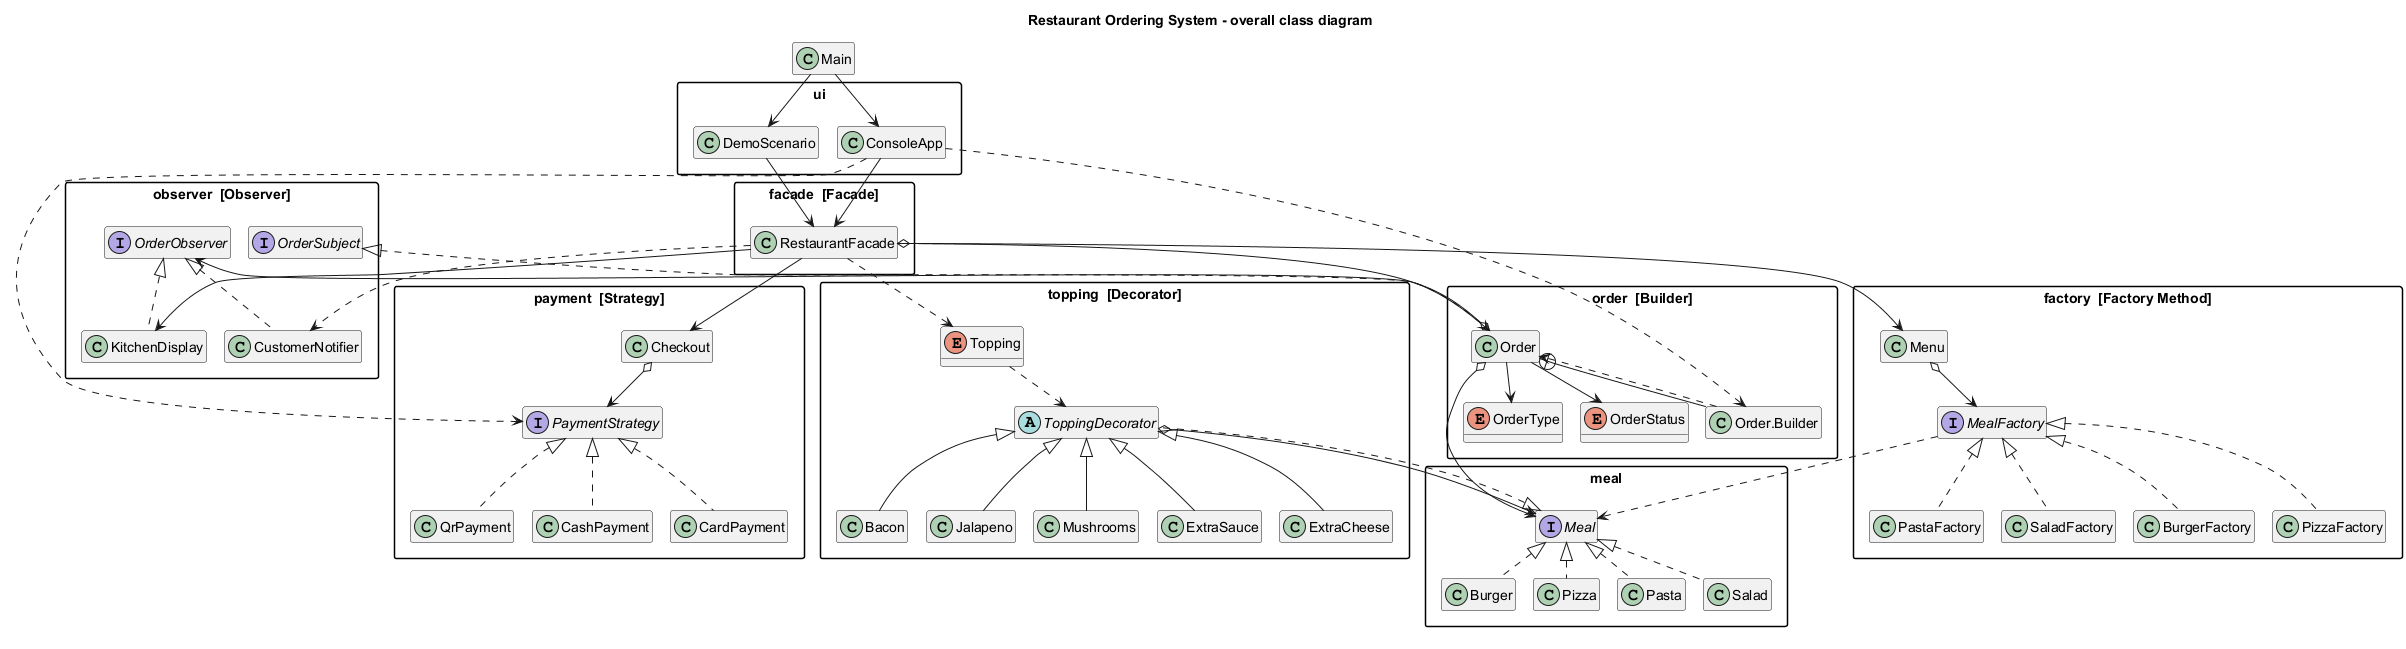 Restaurant Ordering System - overall class diagram
C Main
ui
C DemoScenario
C ConsoleApp
observer [Observer]
I OrderObserver
I OrderSubject
C KitchenDisplay
C CustomerNotifier
facade [Facade]
C RestaurantFacade
payment [Strategy]
C Checkout
I PaymentStrategy
C QrPayment
C CashPayment
C CardPayment
topping [Decorator]
E Topping
A ToppingDecorator
C Bacon
C Jalapeno
C Mushrooms
C ExtraSauce
C ExtraCheese
order [Builder]
C Order
E OrderType
E OrderStatus
C Order.Builder
meal
I Meal
C Burger
C Pizza
C Pasta
C Salad
factory [Factory Method]
C Menu
I MealFactory
C PastaFactory
C SaladFactory
C BurgerFactory
C PizzaFactory